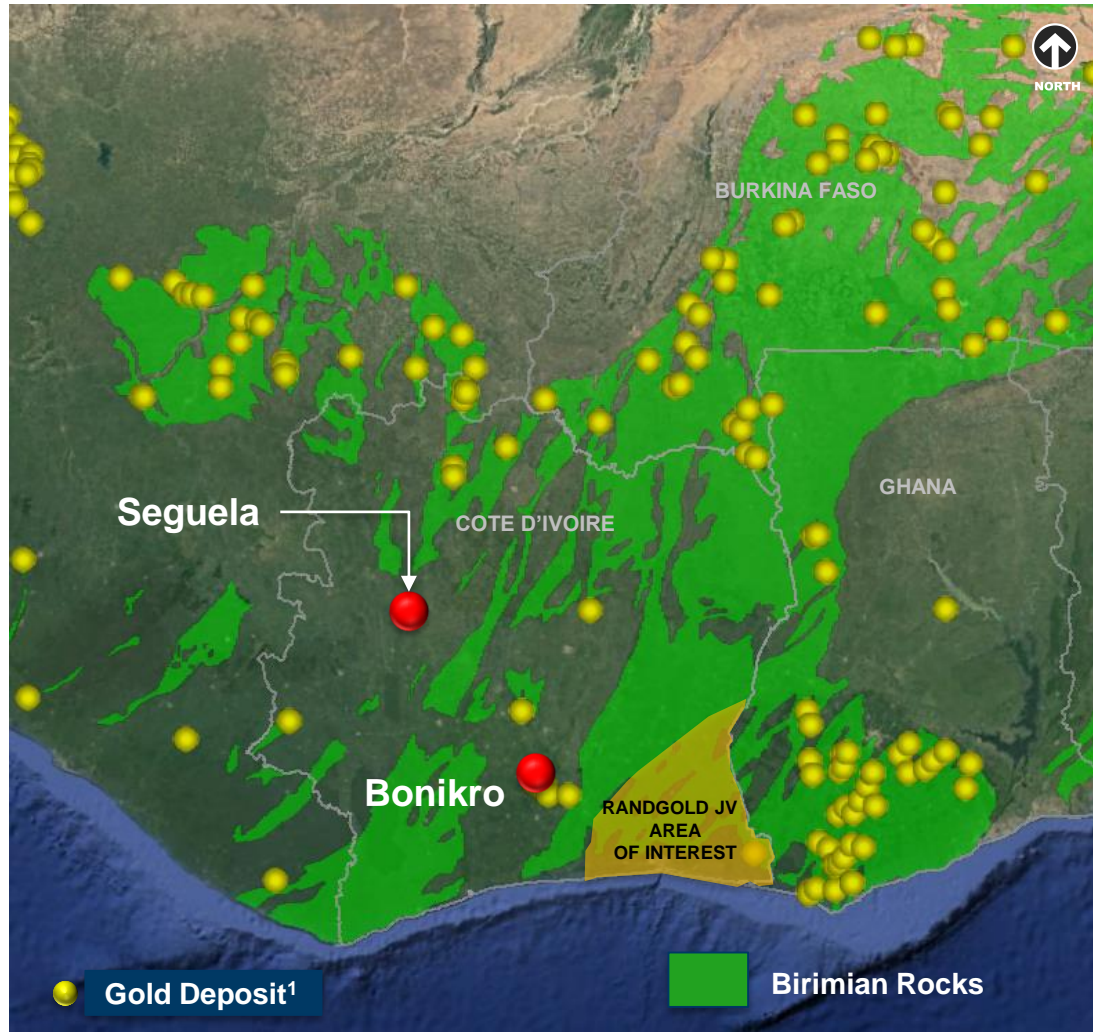 NORTH
BURKINA FASO
GHANA
Seguela
COTE D'IVOIRE
Bonikro
RANDGOLD JV
AREA
OF INTEREST
Gold Deposit¹
Birimian Rocks